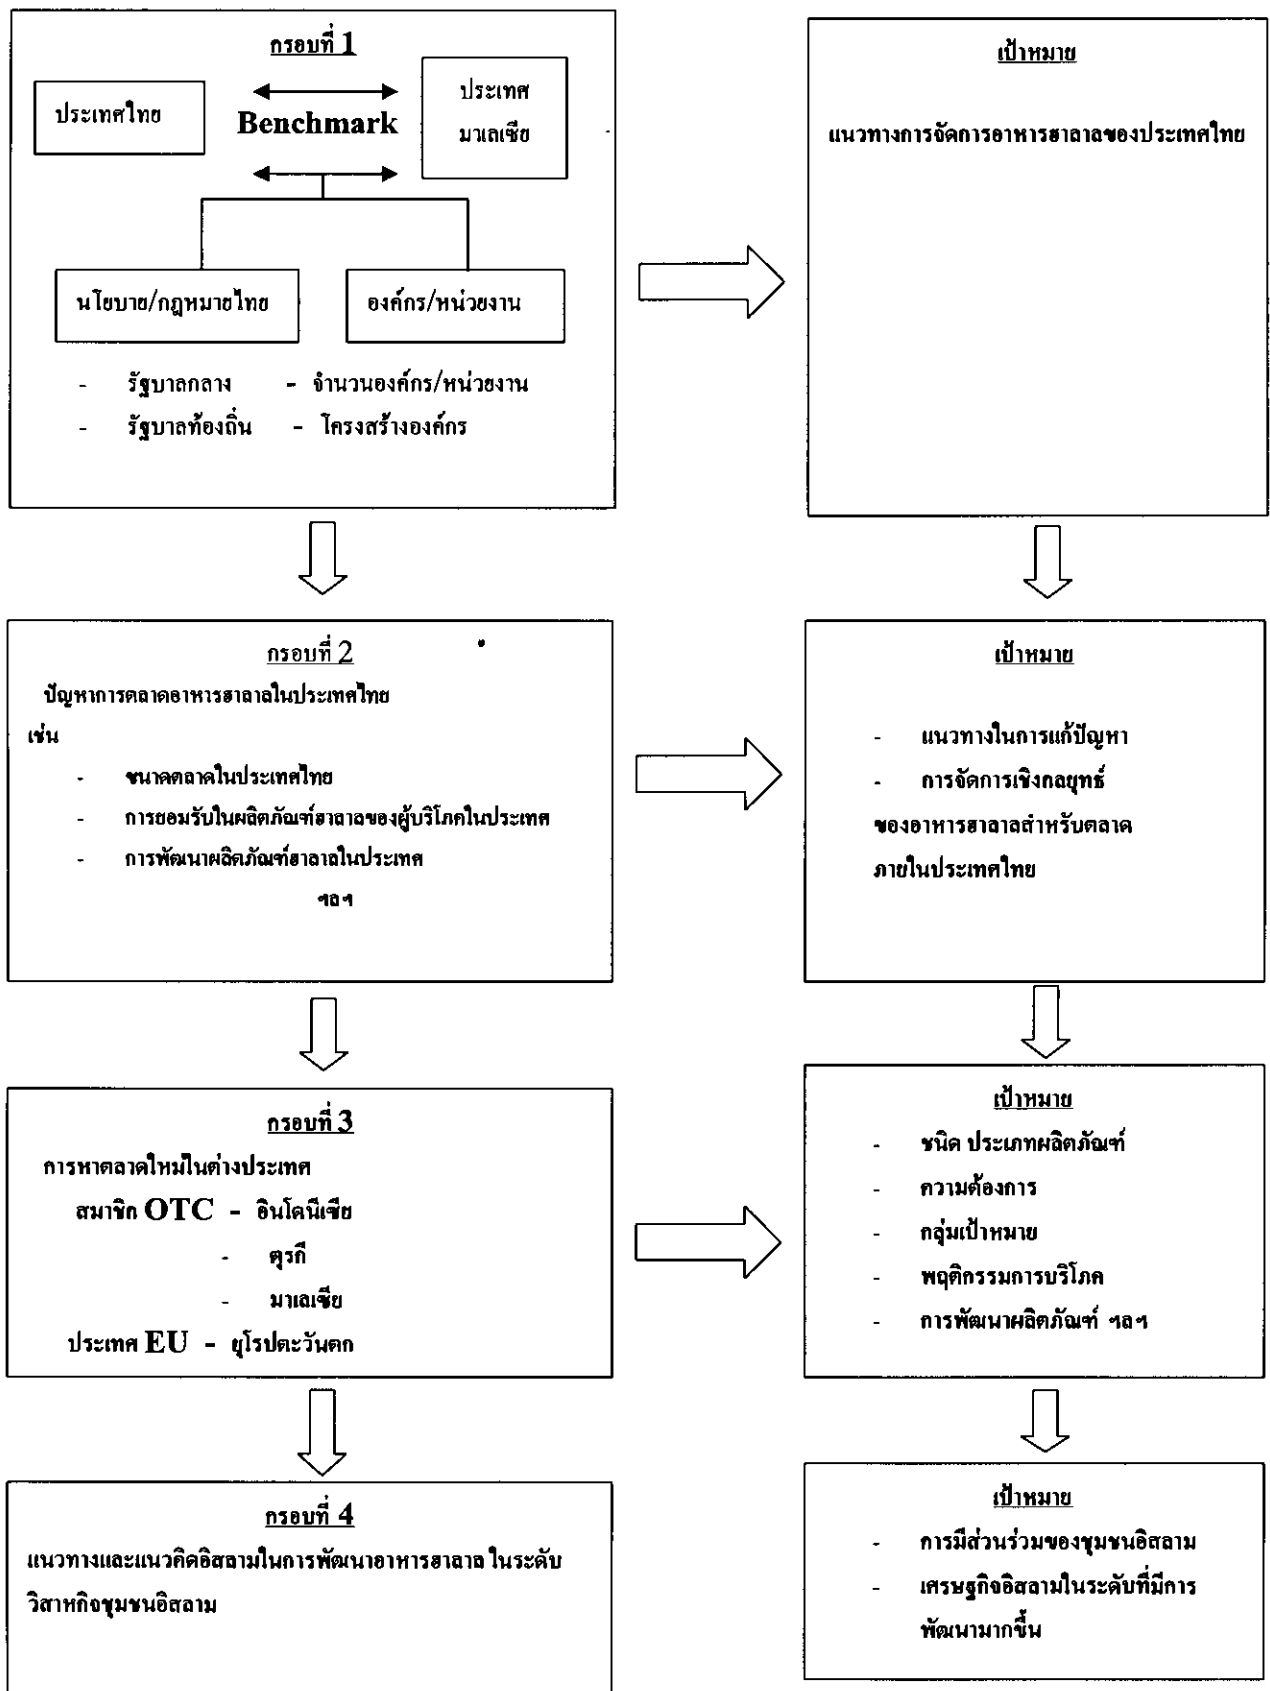 กรอบที่ 1
ประเทศไทย
Benchmark
ประเทศ
มาเลเซีย
นโยบาย/กฎหมายไทย
องค์กร/หน่วยงาน
- รัฐบาลกลาง - จำนวนองค์กร/หน่วยงาน
- รัฐบาลท้องถิ่น - โครงสร้างองค์กร
เป้าหมาย
แนวทางการจัดการอาหารฮาลาลของประเทศไทย
กรอบที่ 2
ปัญหาการตลาดอาหารฮาลาลในประเทศไทย
เช่น
- ขนาดตลาดในประเทศไทย
- การยอมรับในผลิตภัณฑ์ฮาลาลของผู้บริโภคในประเทศ
- การพัฒนาผลิตภัณฑ์ฮาลาลในประเทศ
ฯลฯ
เป้าหมาย
- แนวทางในการแก้ปัญหา
- การจัดการเชิงกลยุทธ์
ของอาหารฮาลาลสำหรับตลาด
ภายในประเทศไทย
กรอบที่ 3
การหาตลาดใหม่ในต่างประเทศ
สมาชิก OTC - อินโดนีเซีย
- ตุรกี
- มาเลเซีย
ประเทศ EU - ยุโรปตะวันตก
เป้าหมาย
- ชนิด ประเภทผลิตภัณฑ์
- ความต้องการ
- กลุ่มเป้าหมาย
- พฤติกรรมการบริโภค
- การพัฒนาผลิตภัณฑ์ ฯลฯ
กรอบที่ 4
แนวทางและแนวคิดอิสลามในการพัฒนาอาหารฮาลาล ในระดับ
วิสาหกิจชุมชนอิสลาม
เป้าหมาย
- การมีส่วนร่วมของชุมชนอิสลาม
- เศรษฐกิจอิสลามในระดับที่มีการ
พัฒนามากขึ้น